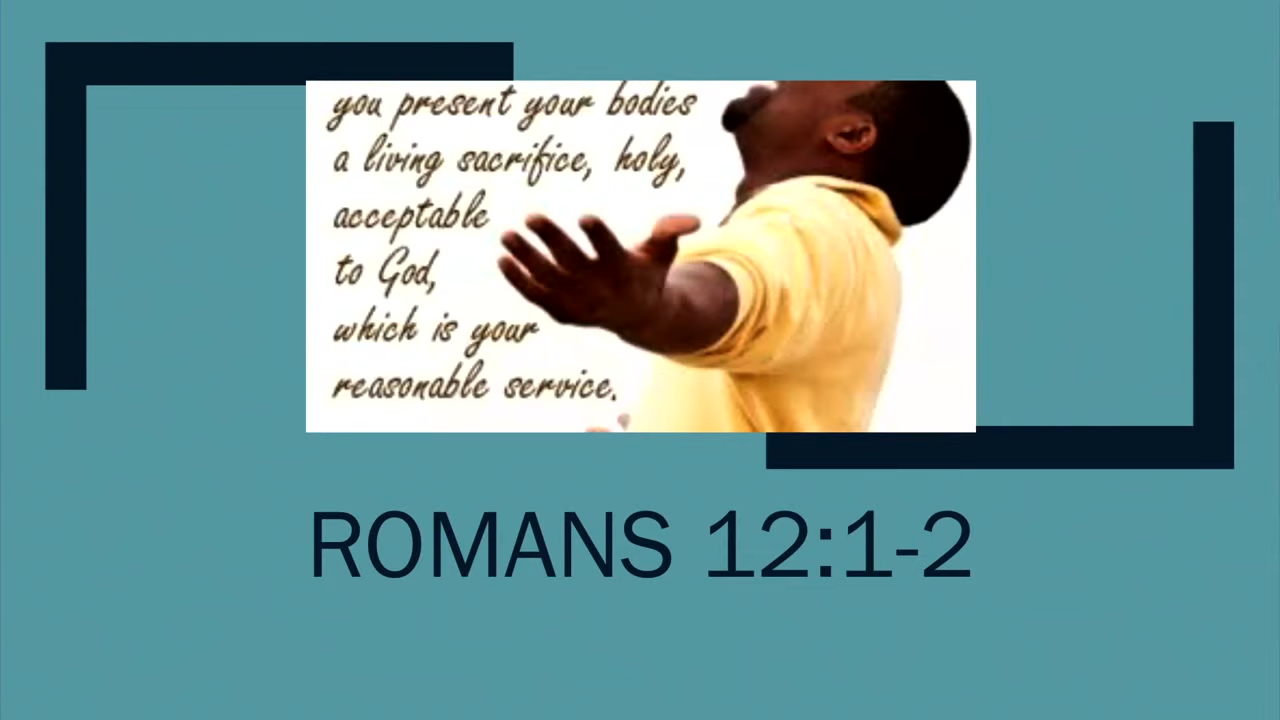 you present your bodies
a living sacrifice, holy,
acceptable
to God,
which is your
reasonable service.
ROMANS 12:1-2